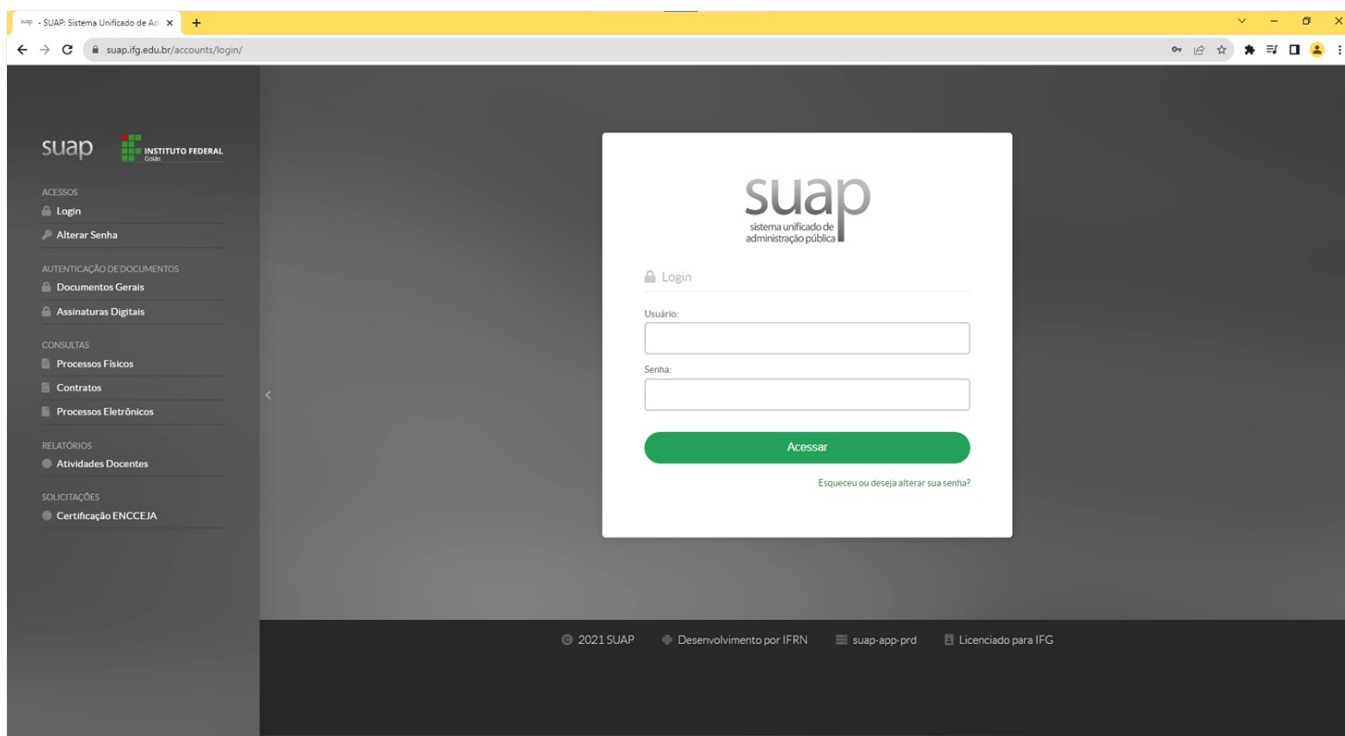 suap - SUAP: Sistema Unificado de Ad
suap.ifg.edu.br/accounts/login/
suap
INSTITUTO FEDERAL
Goiás
ACESSOS
Login
Alterar Senha
AUTENTICAÇÃO DE DOCUMENTOS
Documentos Gerais
Assinaturas Digitais
CONSULTAS
Processos Físicos
Contratos
Processos Eletrônicos
RELATÓRIOS
Atividades Docentes
SOLICITAÇÕES
Certificação ENCCEJA
suap
sistema unificado de
administração pública
Login
Usuário:
Senha:
Acessar
Esqueceu ou deseja alterar sua senha?
2021 SUAP Desenvolvimento por IFRN suap-app-prd Licenciado para IFG